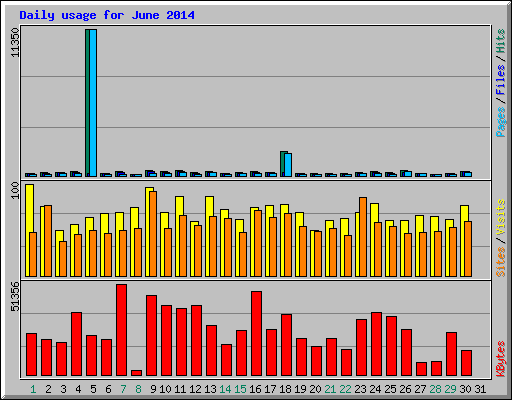 Daily usage for June 2014
11350
Pages / Files / Hits
100
Sites / Visits
51356
KBytes
1 2 3 4 5 6 7 8 9 10 11 12 13 14 15 16 17 18 19 20 21 22 23 24 25 26 27 28 29 30 31